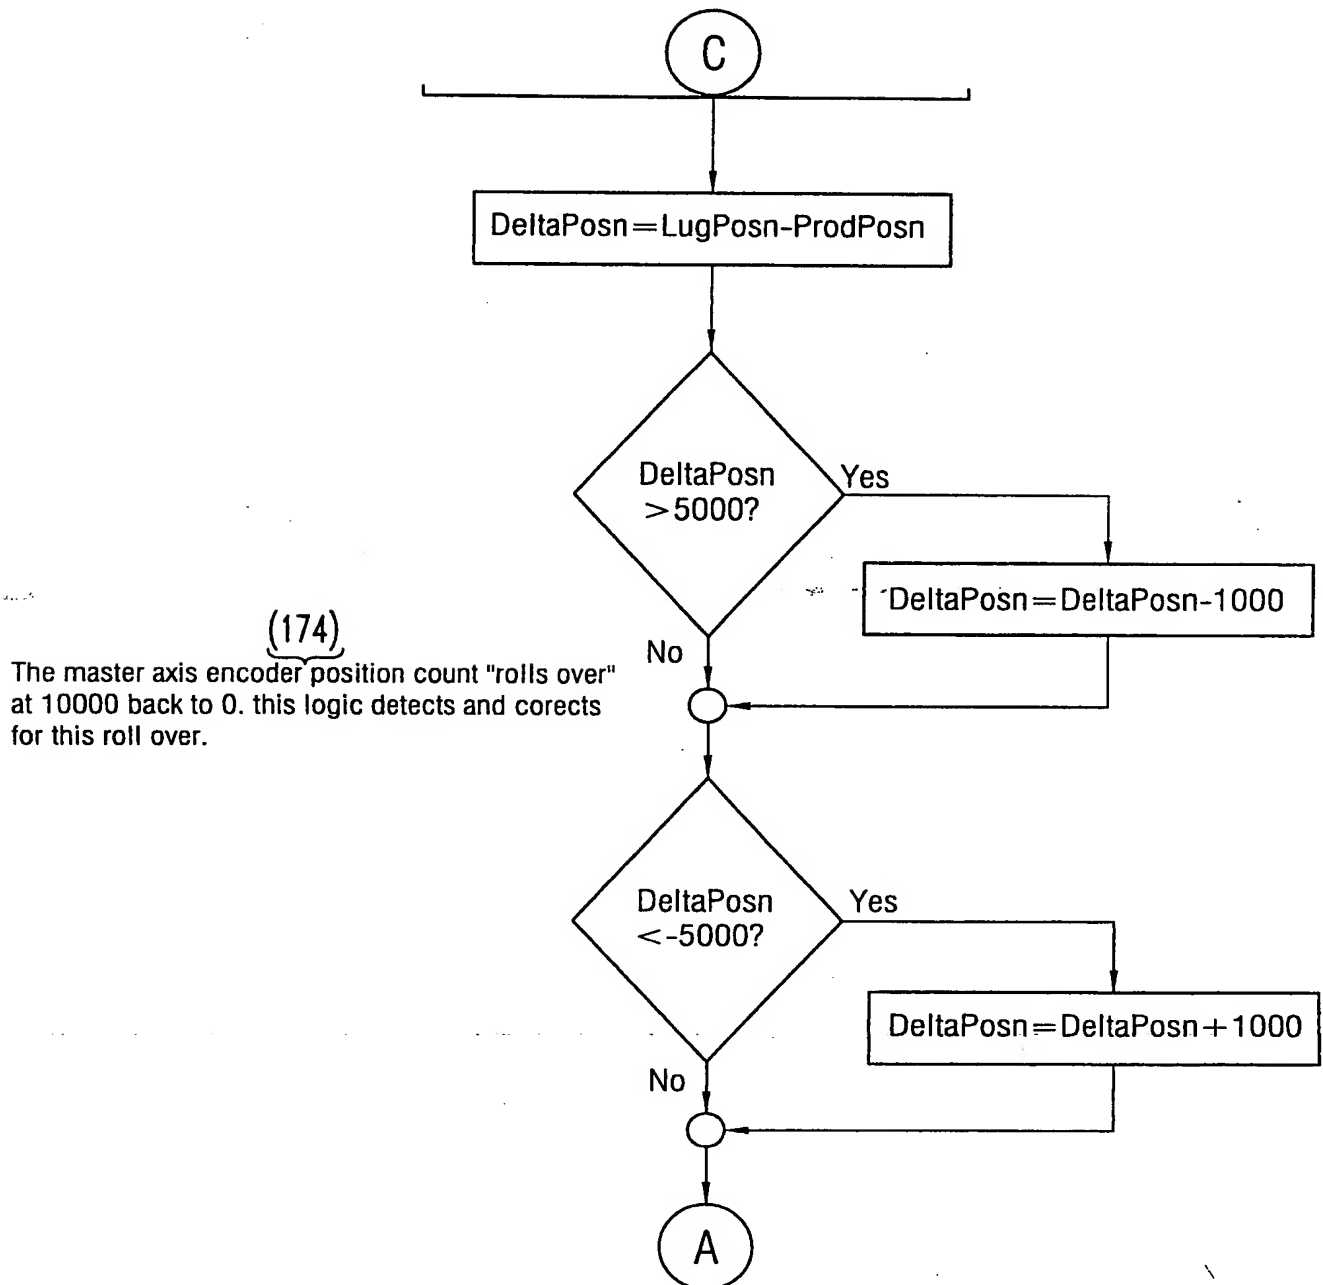 C
DeltaPosn=LugPosn-ProdPosn
DeltaPosn
>5000?
Yes
DeltaPosn=DeltaPosn-1000
No
(174)
The master axis encoder position count "rolls over"
at 10000 back to 0. this logic detects and corects
for this roll over.
DeltaPosn
<-5000?
Yes
DeltaPosn=DeltaPosn+1000
No
A